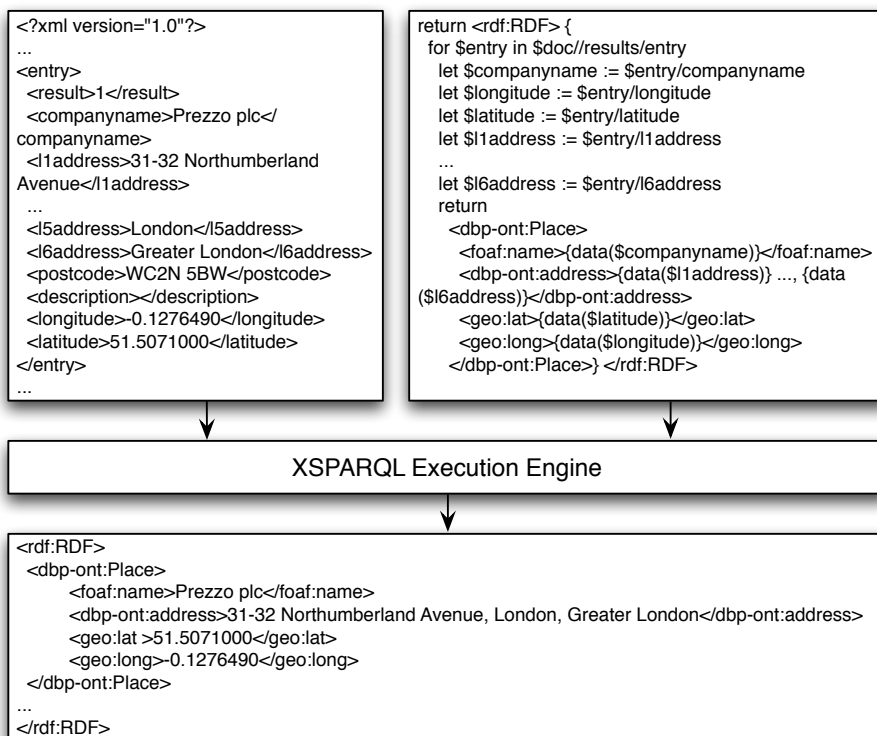 <?xml version="1.0"?>
...
<entry>
<result>1</result>
<companyname>Prezzo plc</
companyname>
<l1address>31-32 Northumberland
Avenue</l1address>
...
<l5address>London</l5address>
<l6address>Greater London</l6address>
<postcode>WC2N 5BW</postcode>
<description></description>
<longitude>-0.1276490</longitude>
<latitude>51.5071000</latitude>
</entry>
...
return <rdf:RDF> {
for $entry in $doc//results/entry
let $companyname := $entry/companyname
let $longitude := $entry/longitude
let $latitude := $entry/latitude
let $l1address := $entry/l1address
...
let $l6address := $entry/l6address
return
<dbp-ont:Place>
<foaf:name>{data($companyname)}</foaf:name>
<dbp-ont:address>{data($l1address)} ..., {data
($l6address)}</dbp-ont:address>
<geo:lat>{data($latitude)}</geo:lat>
<geo:long>{data($longitude)}</geo:long>
</dbp-ont:Place>} </rdf:RDF>
XSPARQL Execution Engine
<rdf:RDF>
<dbp-ont:Place>
<foaf:name>Prezzo plc</foaf:name>
<dbp-ont:address>31-32 Northumberland Avenue, London, Greater London</dbp-ont:address>
<geo:lat >51.5071000</geo:lat>
<geo:long>-0.1276490</geo:long>
</dbp-ont:Place>
...
</rdf:RDF>